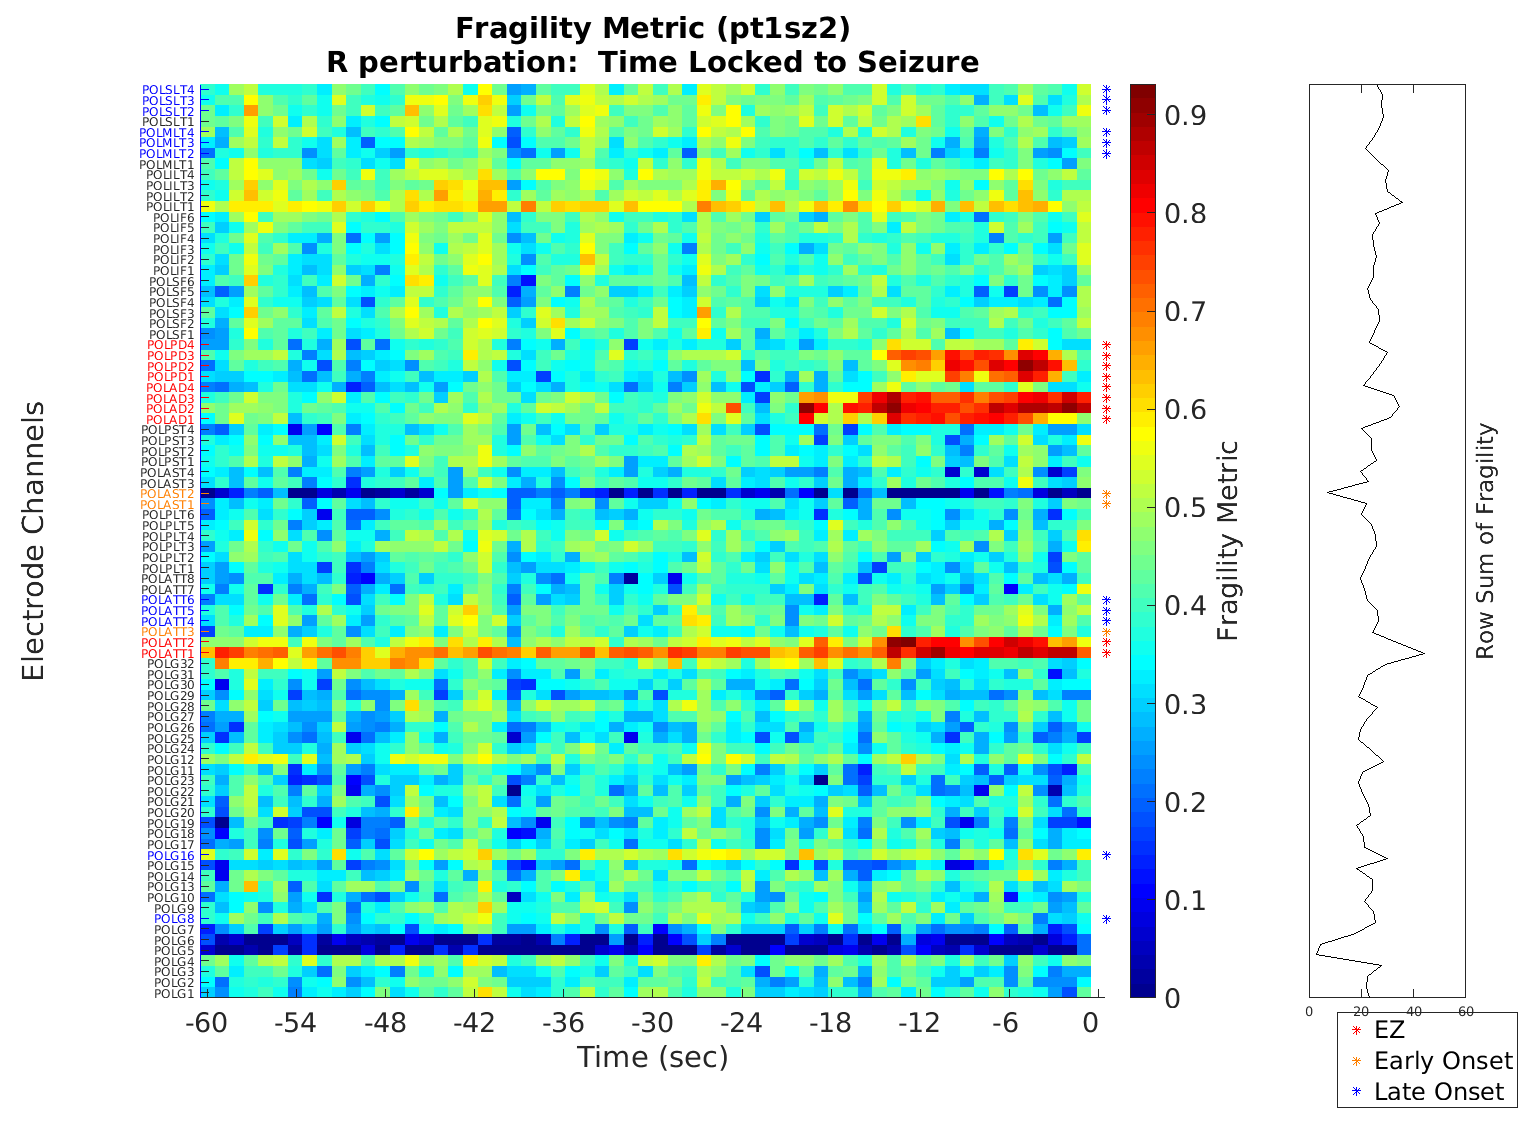 Fragility Metric (pt1sz2)
R perturbation: Time Locked to Seizure
Electrode Channels
POLSLT4
POLSLT3
POLSLT2
POLSLT1
POLMLT4
POLMLT3
POLMLT2
POLMLT1
POLILT4
POLILT3
POLILT2
POLILT1
POLIF6
POLIF5
POLIF4
POLIF3
POLIF2
POLIF1
POLSF6
POLSF5
POLSF4
POLSF3
POLSF2
POLSF1
POLPD4
POLPD3
POLPD2
POLPD1
POLAD4
POLAD3
POLAD2
POLAD1
POLPST4
POLPST3
POLPST2
POLPST1
POLAST4
POLAST3
POLAST2
POLAST1
POLPLT6
POLPLT5
POLPLT4
POLPLT3
POLPLT2
POLPLT1
POLATT8
POLATT7
POLATT6
POLATT5
POLATT4
POLATT3
POLATT2
POLATT1
POLG32
POLG31
POLG30
POLG29
POLG28
POLG27
POLG26
POLG25
POLG24
POLG12
POLG11
POLG23
POLG22
POLG21
POLG20
POLG19
POLG18
POLG17
POLG16
POLG15
POLG14
POLG13
POLG10
POLG9
POLG8
POLG7
POLG6
POLG5
POLG4
POLG3
POLG2
POLG1
-60 -54 -48 -42 -36 -30 -24 -18 -12 -6 0
Time (sec)
0.9
0.8
0.7
0.6
0.5
0.4
0.3
0.2
0.1
0
Fragility Metric
0 20 40 60
Row Sum of Fragility
EZ
Early Onset
Late Onset